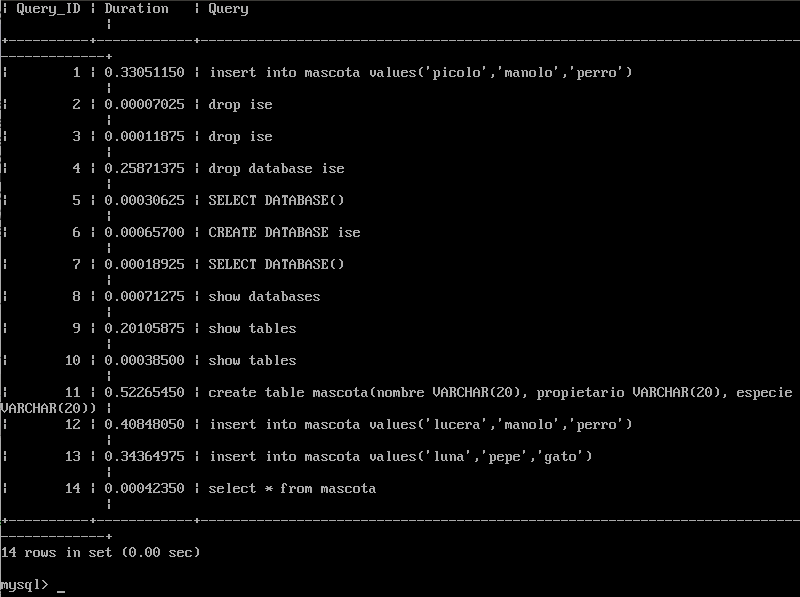 | Query_ID | Duration   | Query
             |
+----------+------------+---------------------------------------------------------------------------
-------------+
|        1 | 0.33051150 | insert into mascota values('picolo','manolo','perro')
             |
|        2 | 0.00007025 | drop ise
             |
|        3 | 0.00011875 | drop ise
             |
|        4 | 0.25871375 | drop database ise
             |
|        5 | 0.00030625 | SELECT DATABASE()
             |
|        6 | 0.00065700 | CREATE DATABASE ise
             |
|        7 | 0.00018925 | SELECT DATABASE()
             |
|        8 | 0.00071275 | show databases
             |
|        9 | 0.20105875 | show tables
             |
|       10 | 0.00038500 | show tables
             |
|       11 | 0.52265450 | create table mascota(nombre VARCHAR(20), propietario VARCHAR(20), especie
VARCHAR(20)) |
|       12 | 0.40848050 | insert into mascota values('lucera','manolo','perro')
             |
|       13 | 0.34364975 | insert into mascota values('luna','pepe','gato')
             |
|       14 | 0.00042350 | select * from mascota
             |
+----------+------------+---------------------------------------------------------------------------
-------------+
14 rows in set (0.00 sec)
mysql> _